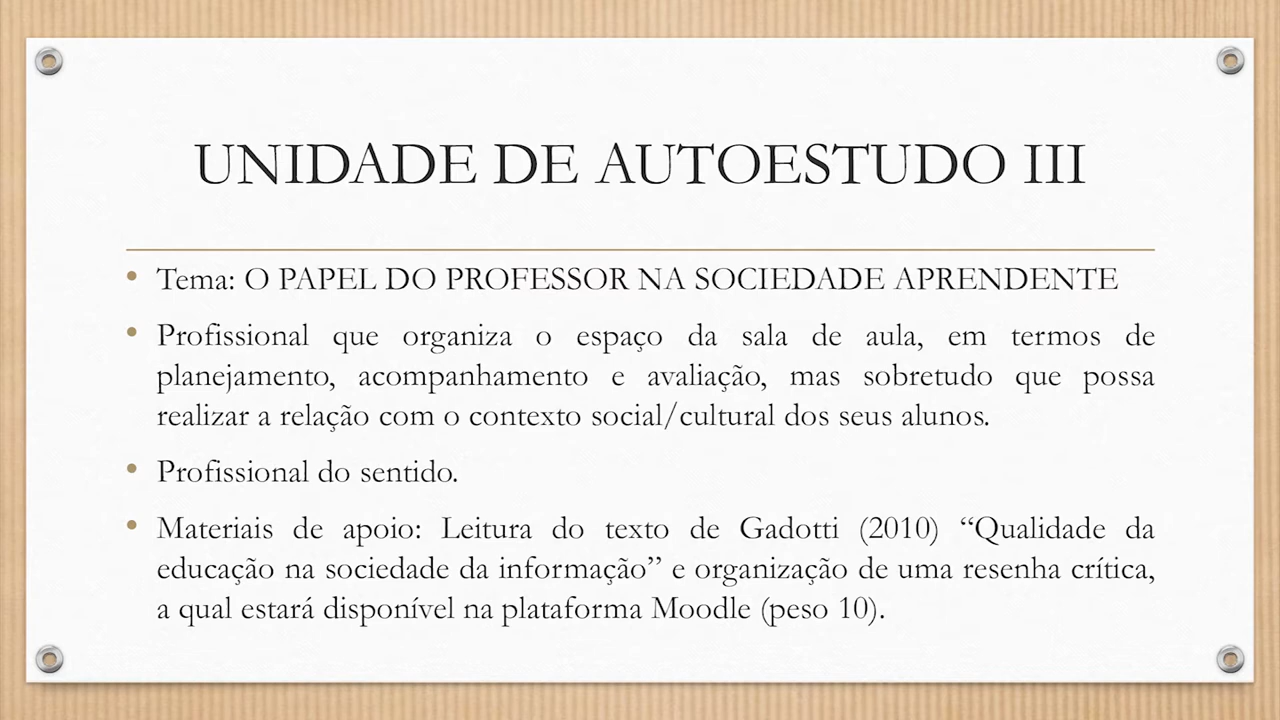 UNIDADE DE AUTOESTUDO III
• Tema: O PAPEL DO PROFESSOR NA SOCIEDADE APRENDENTE
• Profissional que organiza o espaço da sala de aula, em termos de
planejamento, acompanhamento e avaliação, mas sobretudo que possa
realizar a relação com o contexto social/cultural dos seus alunos.
• Profissional do sentido.
• Materiais de apoio: Leitura do texto de Gadotti (2010) “Qualidade da
educação na sociedade da informação” e organização de uma resenha crítica,
a qual estará disponível na plataforma Moodle (peso 10).